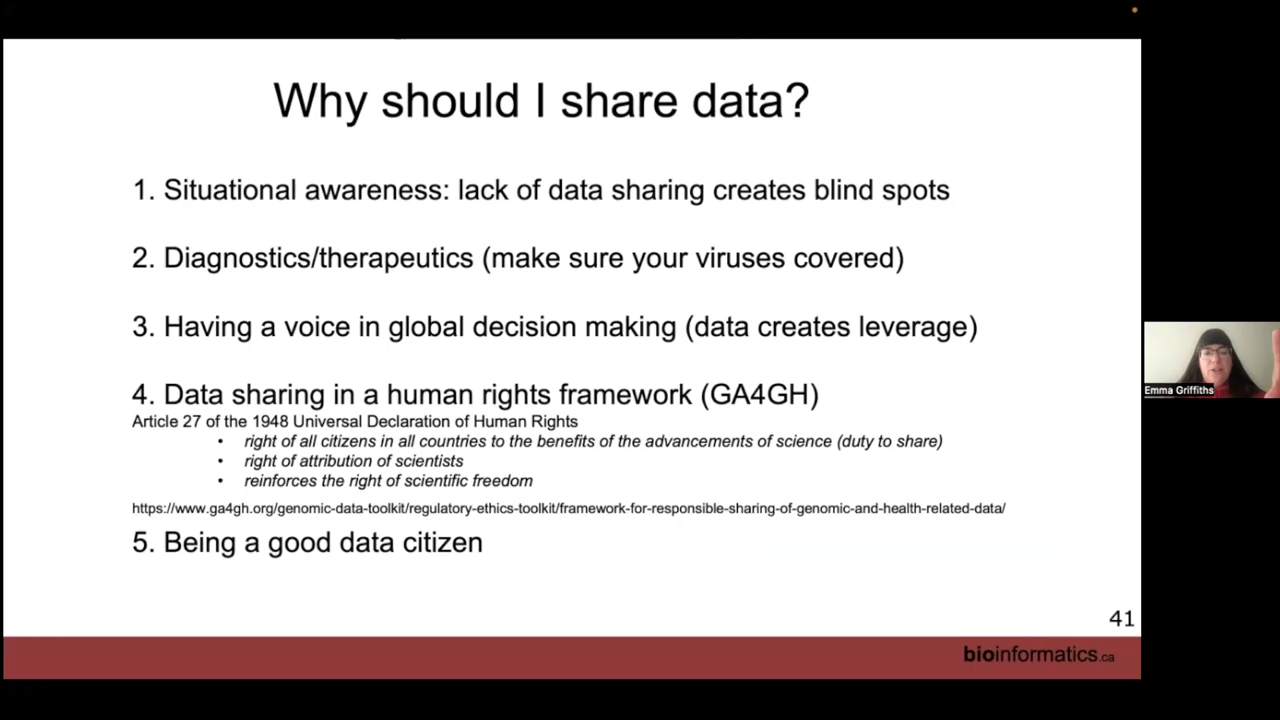 Why should I share data?
1. Situational awareness: lack of data sharing creates blind spots
2. Diagnostics/therapeutics (make sure your viruses covered)
3. Having a voice in global decision making (data creates leverage)
4. Data sharing in a human rights framework (GA4GH)
Article 27 of the 1948 Universal Declaration of Human Rights
• right of all citizens in all countries to the benefits of the advancements of science (duty to share)
• right of attribution of scientists
• reinforces the right of scientific freedom
https://www.ga4gh.org/genomic-data-toolkit/regulatory-ethics-toolkit/framework-for-responsible-sharing-of-genomic-and-health-related-data/
5. Being a good data citizen
41
bioinformatics.ca
Emma Griffiths